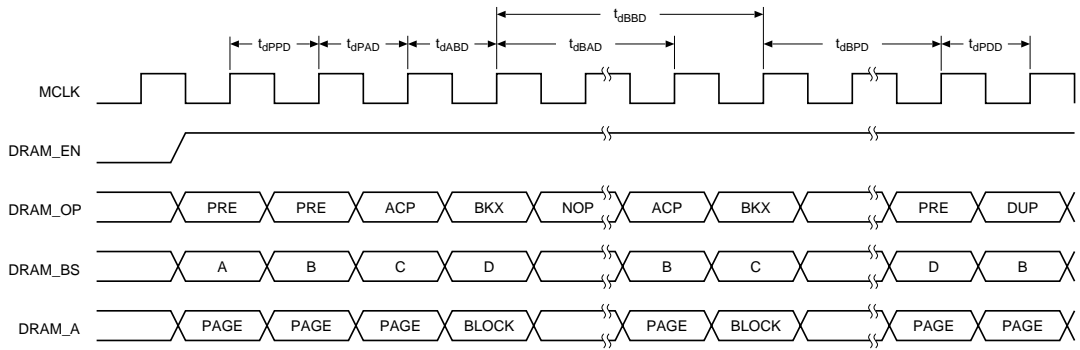 tdBBD
tdPPD tdPAD tdABD tdBAD tdBPD tdPDD
MCLK
DRAM_EN
DRAM_OP PRE PRE ACP BKX NOP ACP BKX PRE DUP
DRAM_BS A B C D B C D B
DRAM_A PAGE PAGE PAGE BLOCK PAGE BLOCK PAGE PAGE